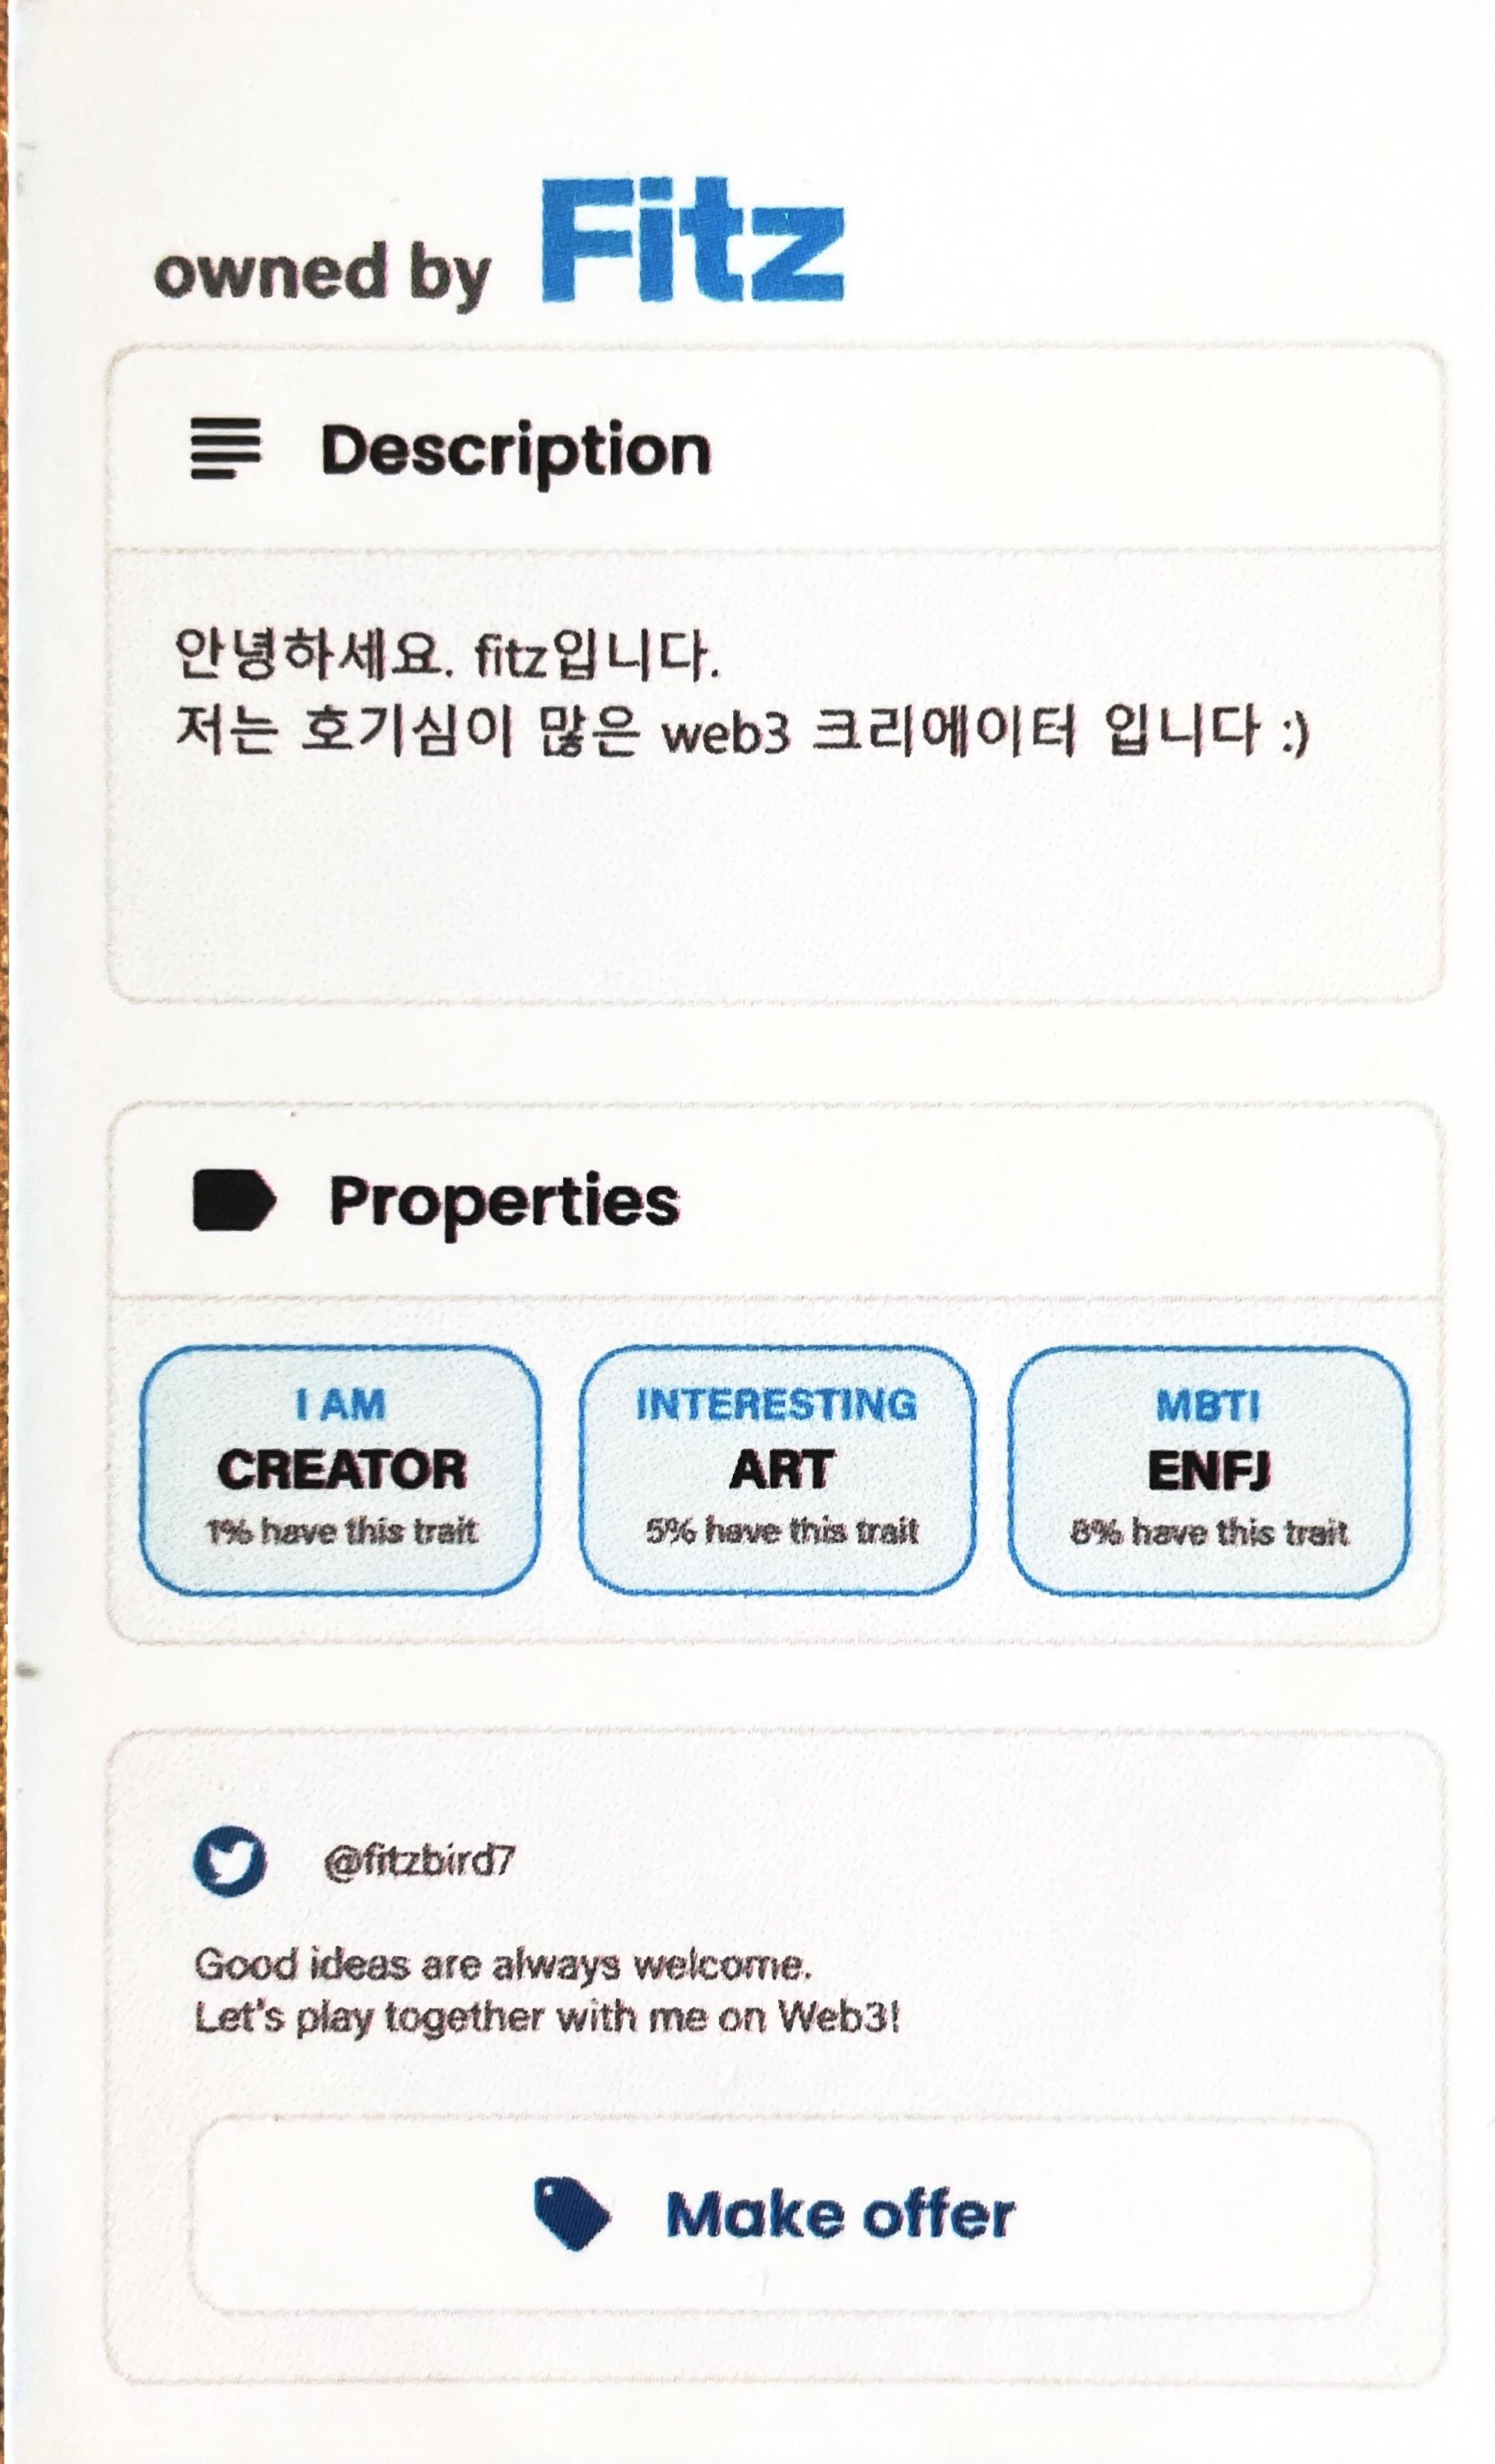 owned by Fitz
Description
안녕하세요. fitz입니다.
저는 호기심이 많은 web3 크리에이터 입니다 :)
Properties
I AM
CREATOR
1% have this trait
INTERESTING
ART
5% have this trait
MBTI
ENFJ
8% have this trait
@fitzbird7
Good ideas are always welcome.
Let's play together with me on Web3!
Make offer